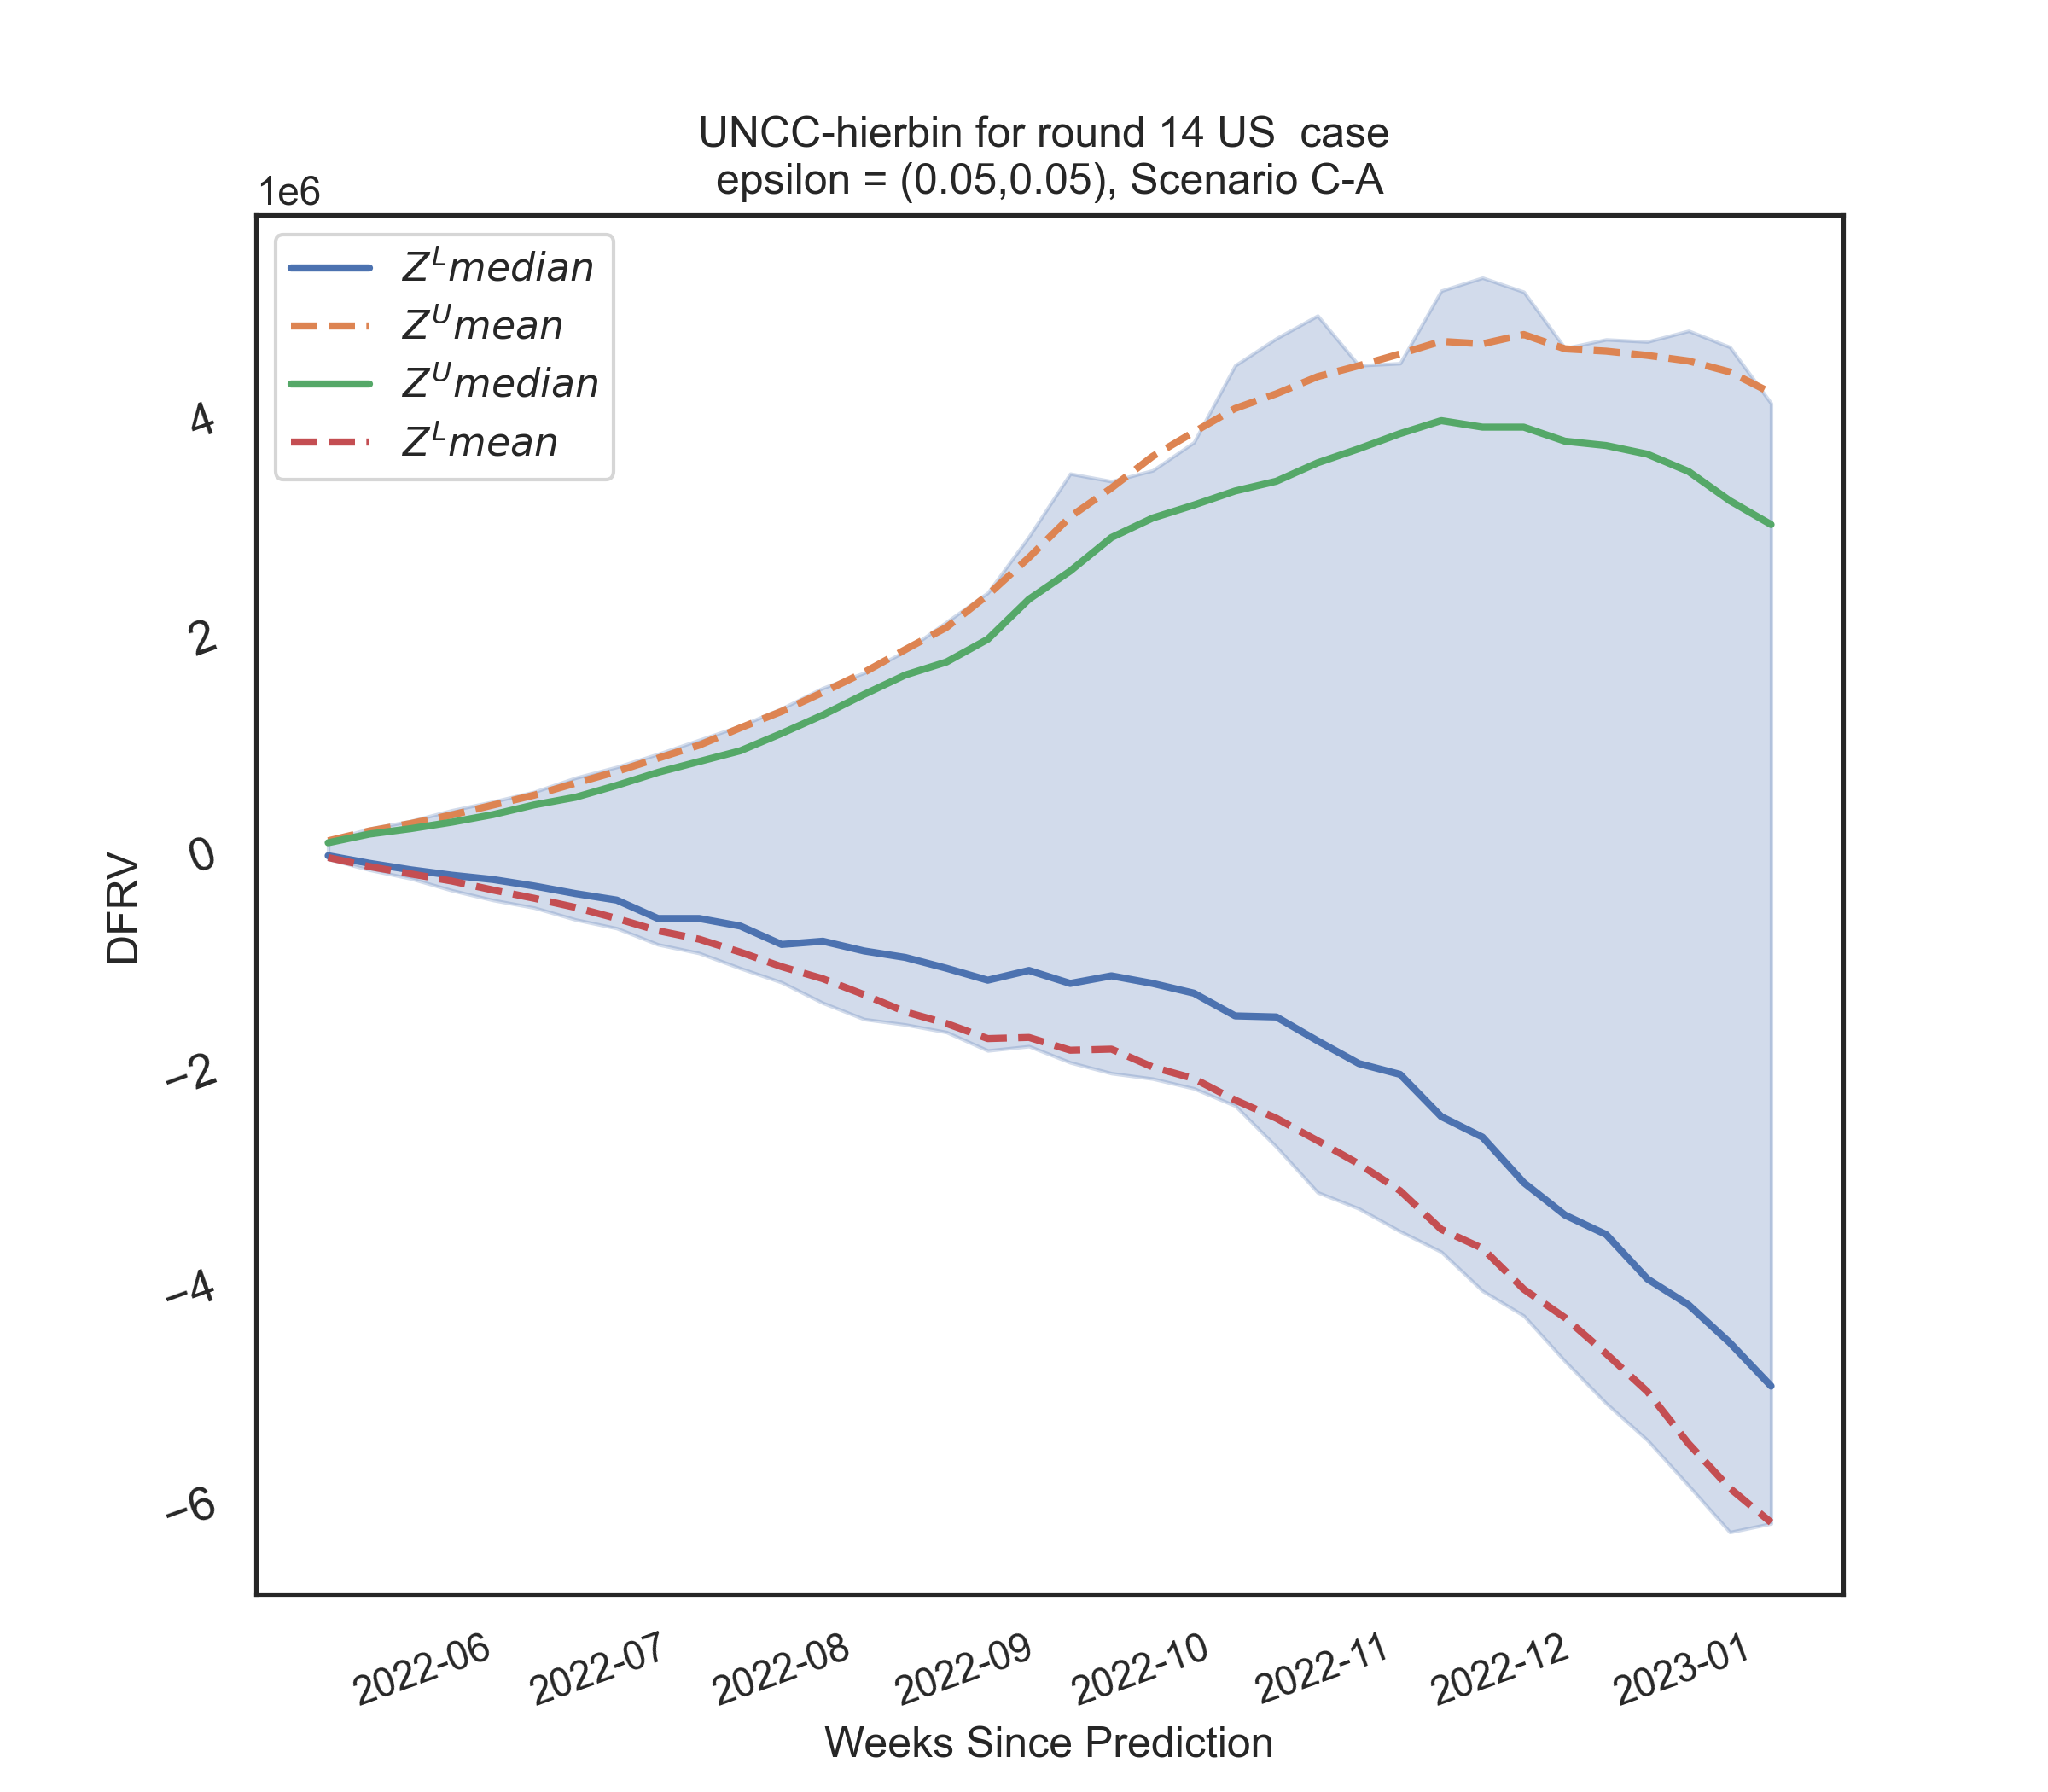 UNCC-hierbin for round 14 US  case
epsilon = (0.05,0.05), Scenario C-A
1e6
Z^L median
Z^U mean
Z^U median
Z^L mean
4
2
0
−2
−4
−6
DFRV
2022-06
2022-07
2022-08
2022-09
2022-10
2022-11
2022-12
2023-01
Weeks Since Prediction